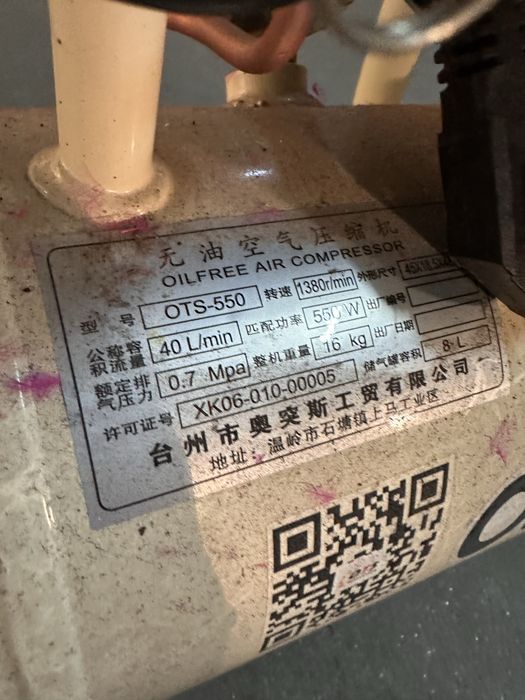 无油空气压缩机
OILFREE AIR COMPRESSOR
型号 OTS-550 转速 1380r/min 外形尺寸
公称容积流量 40 L/min 匹配功率 550 W 出厂编号
额定排气压力 0.7 Mpa 整机重量 16 kg 出厂日期
许可证号 XK06-010-00005 储气罐容积 8 L
台州市奥突斯工贸有限公司
地址：温岭市石塘镇上马工业区